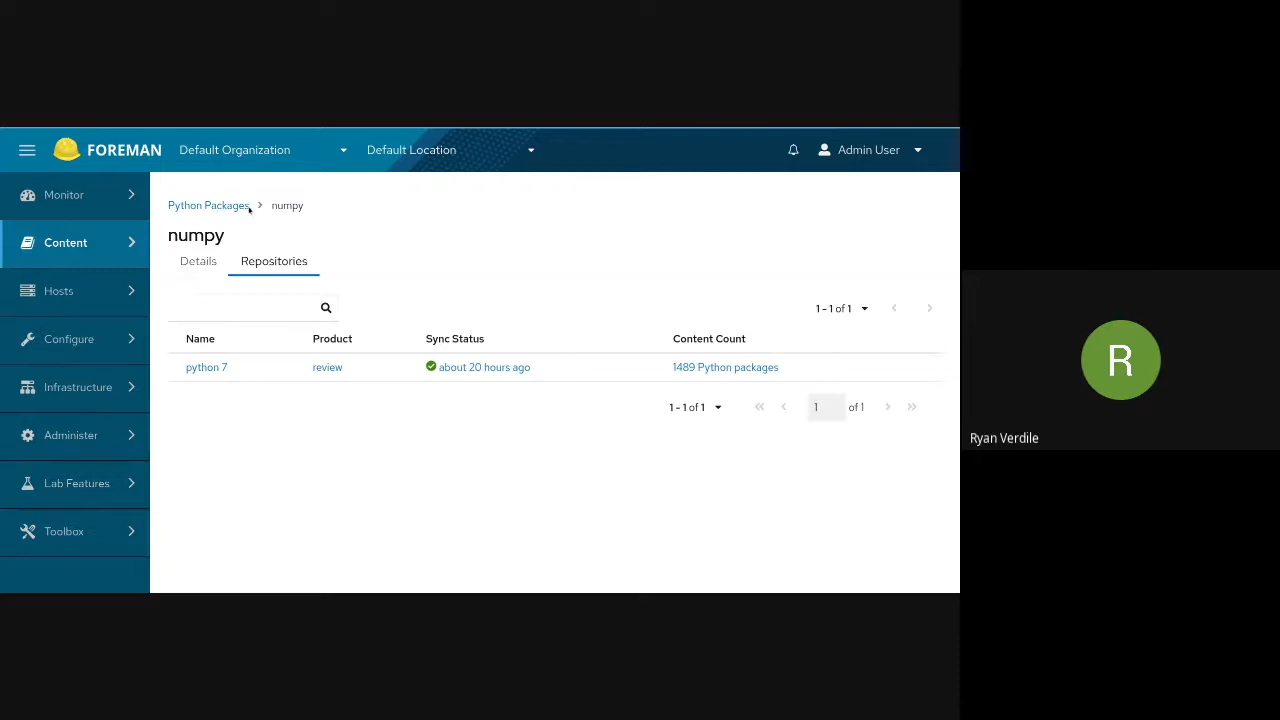 FOREMAN Default Organization Default Location Admin User
Monitor
Content
Hosts
Configure
Infrastructure
Administer
Lab Features
Toolbox
Python Packages numpy
numpy
Details Repositories
1 - 1 of 1
Name Product Sync Status Content Count
python 7 review about 20 hours ago 1489 Python packages
1 - 1 of 1 1 of 1
R
Ryan Verdile